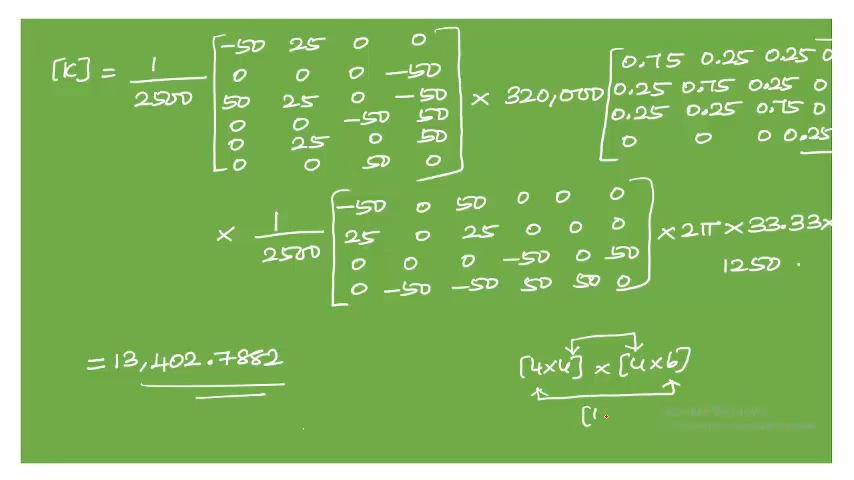 [K] = 1/2500 [ -50 25 0 0
0 0 0 -50
50 25 0 -50
0 0 -50 50
0 25 0 50
0 0 50 0 ] × 320,000 [ 0.75 0.25 0.25 0
0.25 0.75 0.25 0
0.25 0.25 0.75 0
0 0 0 0.25
× 1/2500 [ -50 0 50 0 0 0
25 0 25 0 0 0
0 0 0 -50 0 50
0 -50 -50 50 50 0 ] × 2π × 33.33 ×
1250
= 13,402.7882
[4×4] × [4×6]